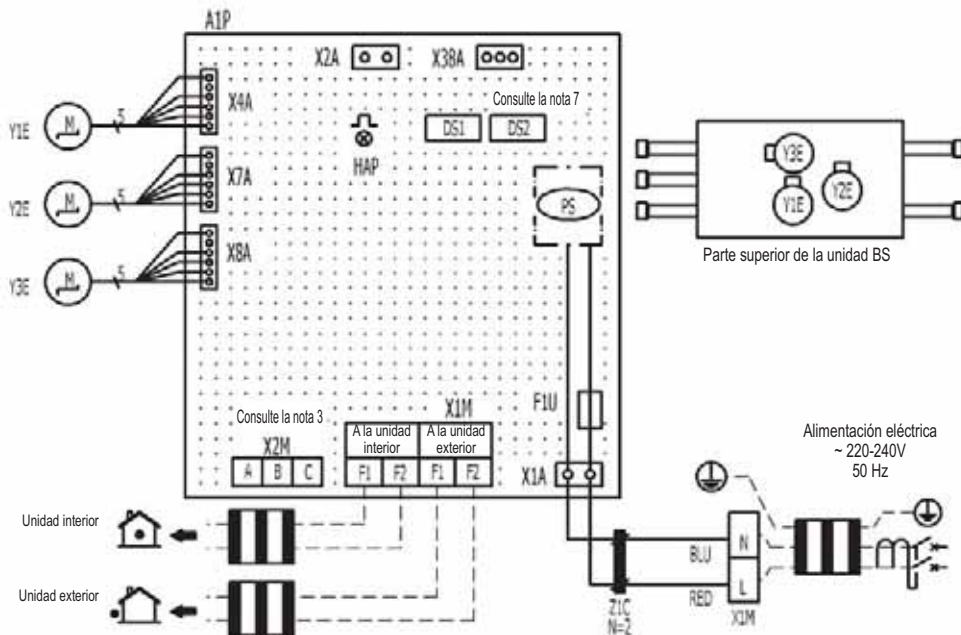 A1P
X2A
X38A
Y1E
M
5
X4A
HAP
Consulte la nota 7
DS1
DS2
Y2E
M
5
X7A
PS
Y3E
M
5
X8A
Y3E
Y1E
Y2E
Parte superior de la unidad BS
F1U
Consulte la nota 3
X2M
A
B
C
X1M
A la unidad
interior
A la unidad
exterior
F1
F2
F1
F2
X1A
Alimentación eléctrica
~ 220-240V
50 Hz
Unidad interior
Unidad exterior
BLU
RED
N
L
X1M
Z1C
N=2